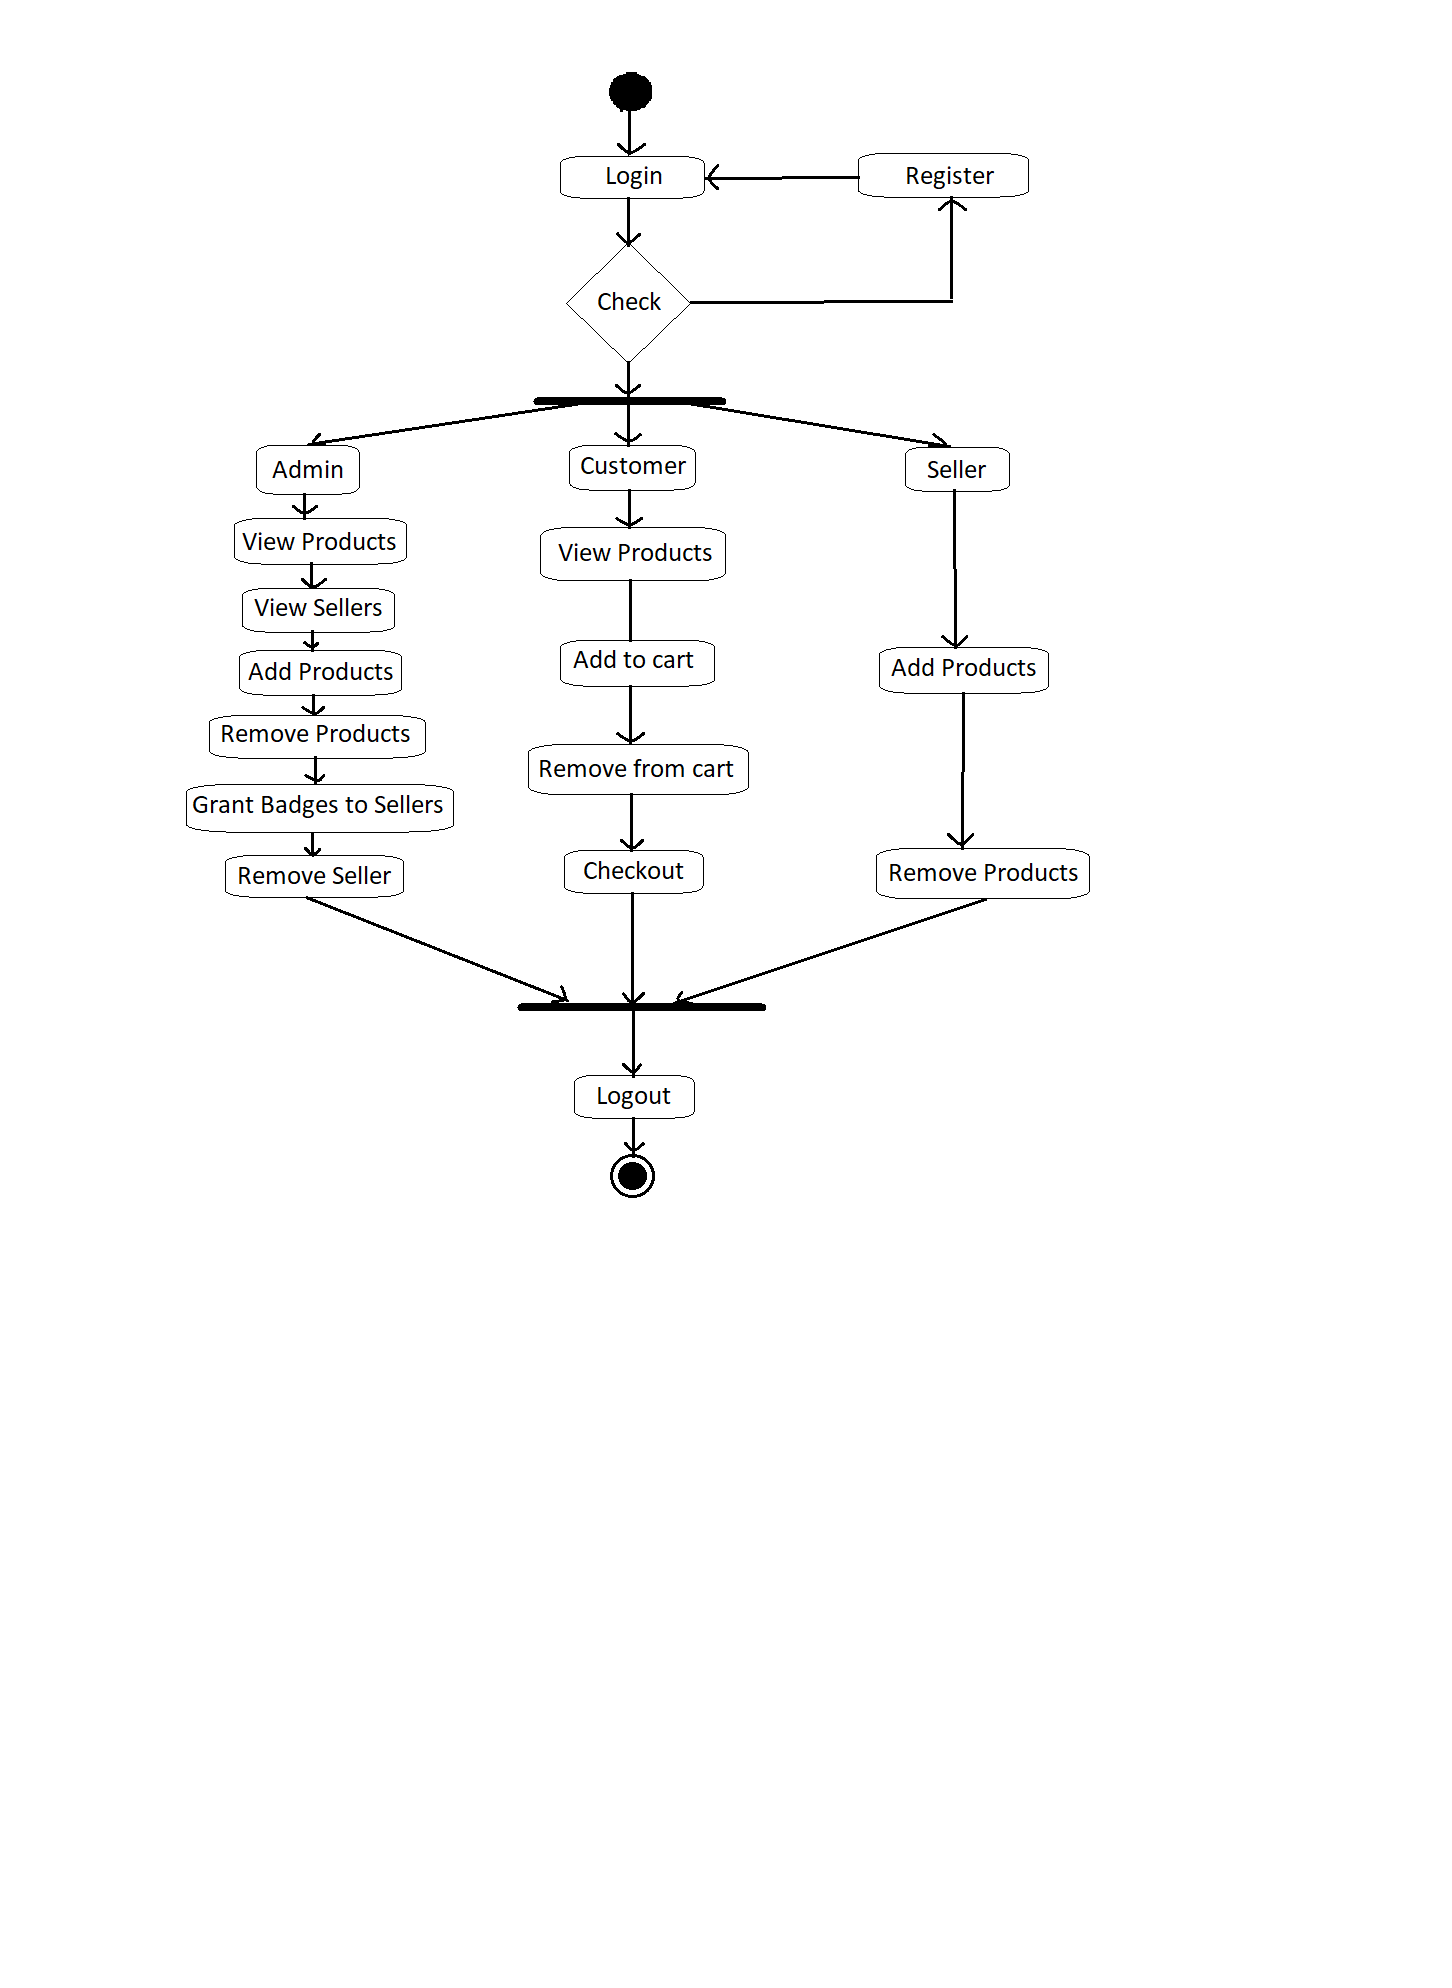 Login
Register
Check
Admin
Customer
Seller
View Products
View Sellers
Add Products
Remove Products
Grant Badges to Sellers
Remove Seller
View Products
Add to cart
Remove from cart
Checkout
Add Products
Remove Products
Logout